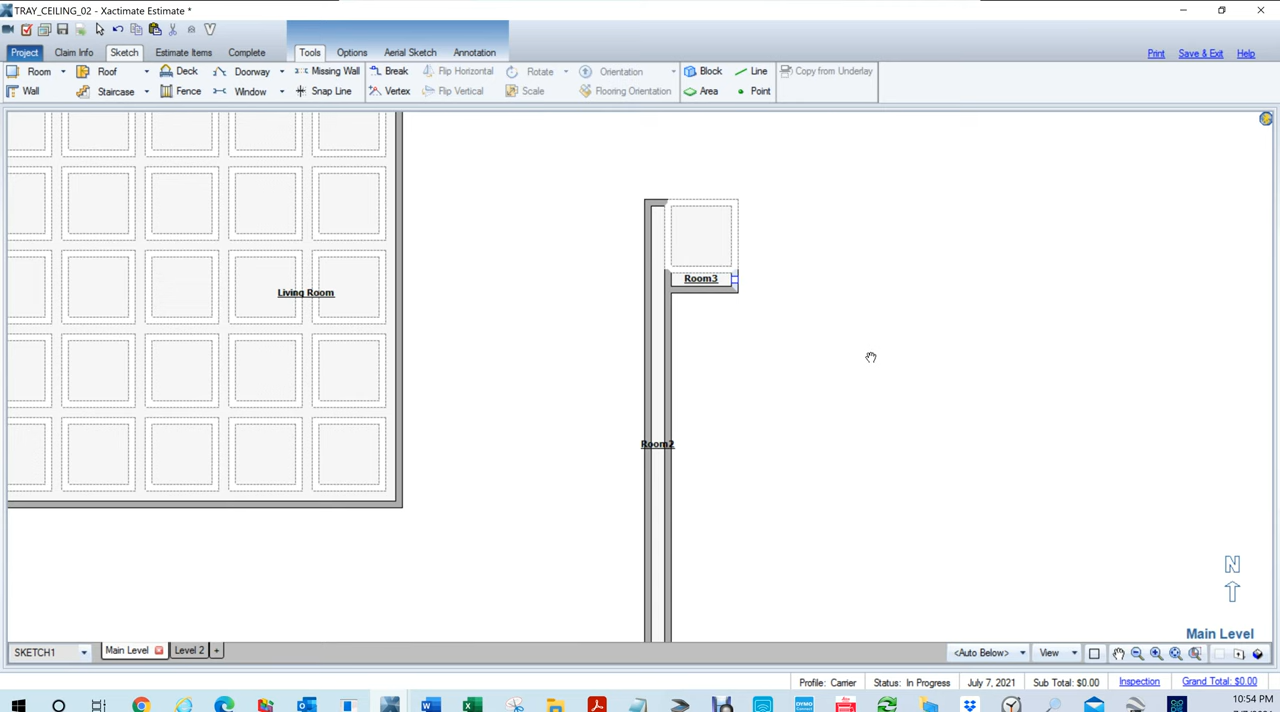 TRAY_CEILING_02 - Xactimate Estimate *
Project Claim Info Sketch Estimate Items Complete Tools Options Aerial Sketch Annotation Print Save & Exit Help
Room Roof Deck Doorway Missing Wall Break Flip Horizontal Rotate Orientation Block Line Copy from Underlay
Wall Staircase Fence Window Snap Line Vertex Flip Vertical Scale Flooring Orientation Area Point
Room3
Living Room
Room2
N
Main Level
SKETCH1 Main Level Level 2 + <Auto Below> View
Profile: Carrier Status: In Progress July 7, 2021 Sub Total: $0.00 Inspection Grand Total: $0.00
10:54 PM